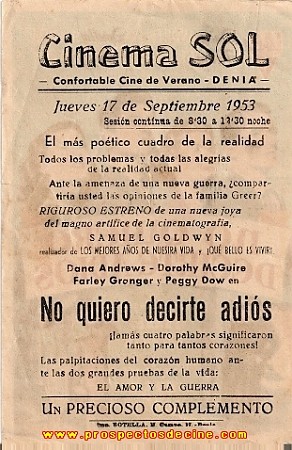 Cinema SOL
Confortable Cine de Verano - DENIA
Jueves 17 de Septiembre 1953
Sesión contínua de 8'30 a 12'30 noche
El más poético cuadro de la realidad
Todos los problemas y todas las alegrías
de la realidad actual
Ante la amenaza de una nueva guerra, ¿compar-
tiría usted las opiniones de la familia Greer?
RIGUROSO ESTRENO de una nueva joya
del magno artífice de la cinematografía,
SAMUEL GOLDWYN
realizador de LOS MEJORES AÑOS DE NUESTRA VIDA y ¡QUÉ BELLO ES VIVIR!
Dana Andrews - Dorothy McGuire
Farley Gronger y Peggy Dow en
No quiero decirte adiós
¡Jamás cuatro palabras significaron
tanto para tantos corazones!
Las palpitaciones del corazón humano an-
te las dos grandes pruebas de la vida:
EL AMOR Y LA GUERRA
UN PRECIOSO COMPLEMENTO
Imp. BOTELLA. M. Campo, - Denia
www.prospectosdecine.com